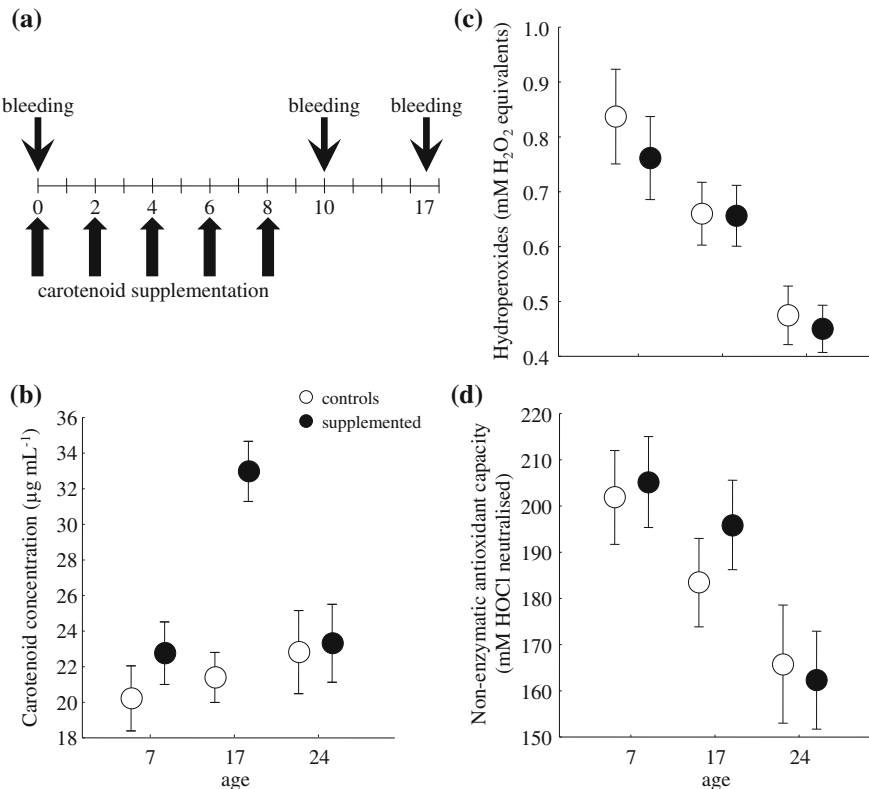 (a)
bleeding bleeding bleeding
0 2 4 6 8 10 17
carotenoid supplementation
(b)
controls
supplemented
Carotenoid concentration (µg mL⁻¹)
36
34
32
26
24
22
20
18
7 17 24
age
(c)
Hydroperoxides (mM H₂O₂ equivalents)
1.0
0.9
0.8
0.7
0.6
0.5
0.4
(d)
Non-enzymatic antioxidant capacity
(mM HOCl neutralised)
220
210
200
190
180
170
160
150
7 17 24
age